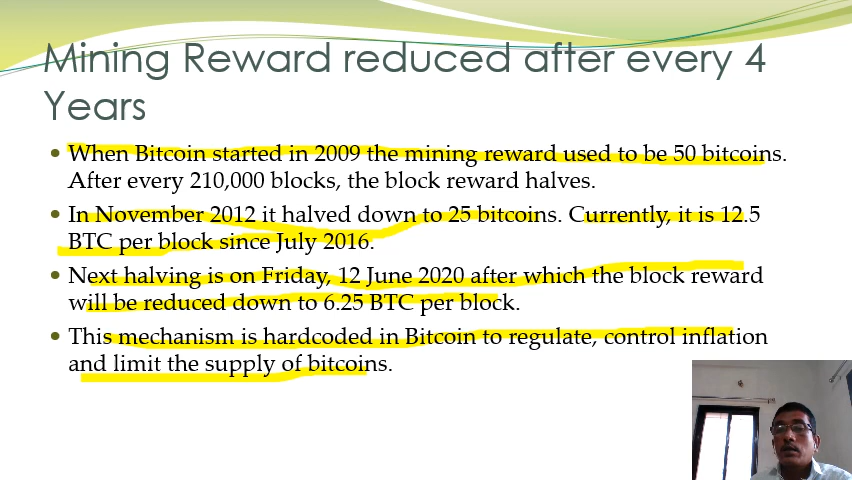 Mining Reward reduced after every 4
Years
When Bitcoin started in 2009 the mining reward used to be 50 bitcoins.
After every 210,000 blocks, the block reward halves.
In November 2012 it halved down to 25 bitcoins. Currently, it is 12.5
BTC per block since July 2016.
Next halving is on Friday, 12 June 2020 after which the block reward
will be reduced down to 6.25 BTC per block.
This mechanism is hardcoded in Bitcoin to regulate, control inflation
and limit the supply of bitcoins.